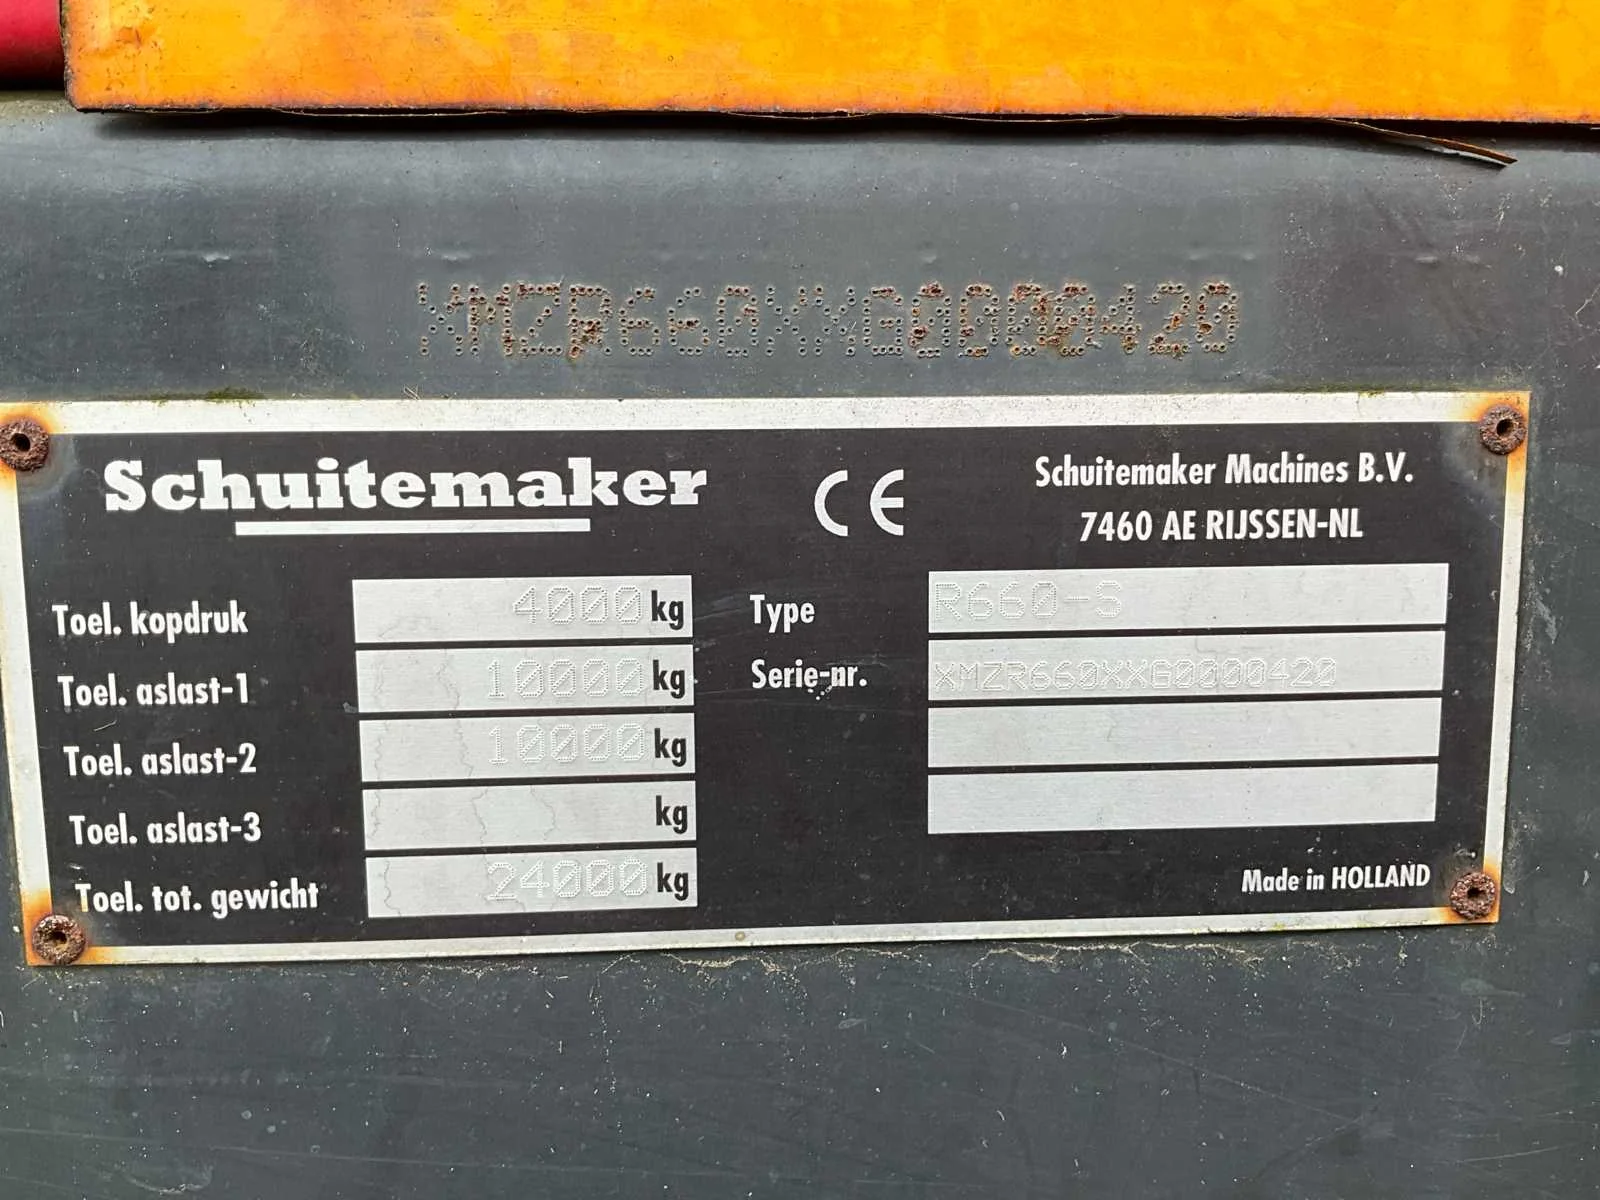 XMZR660XXG0000420
Schuitemaker
CE
Schuitemaker Machines B.V.
7460 AE RIJSSEN-NL
Toel. kopdruk 4000 kg
Toel. aslast-1 10000 kg
Toel. aslast-2 10000 kg
Toel. aslast-3 kg
Toel. tot. gewicht 24000 kg
Type R660-S
Serie-nr. XMZR660XXG0000420
Made in HOLLAND